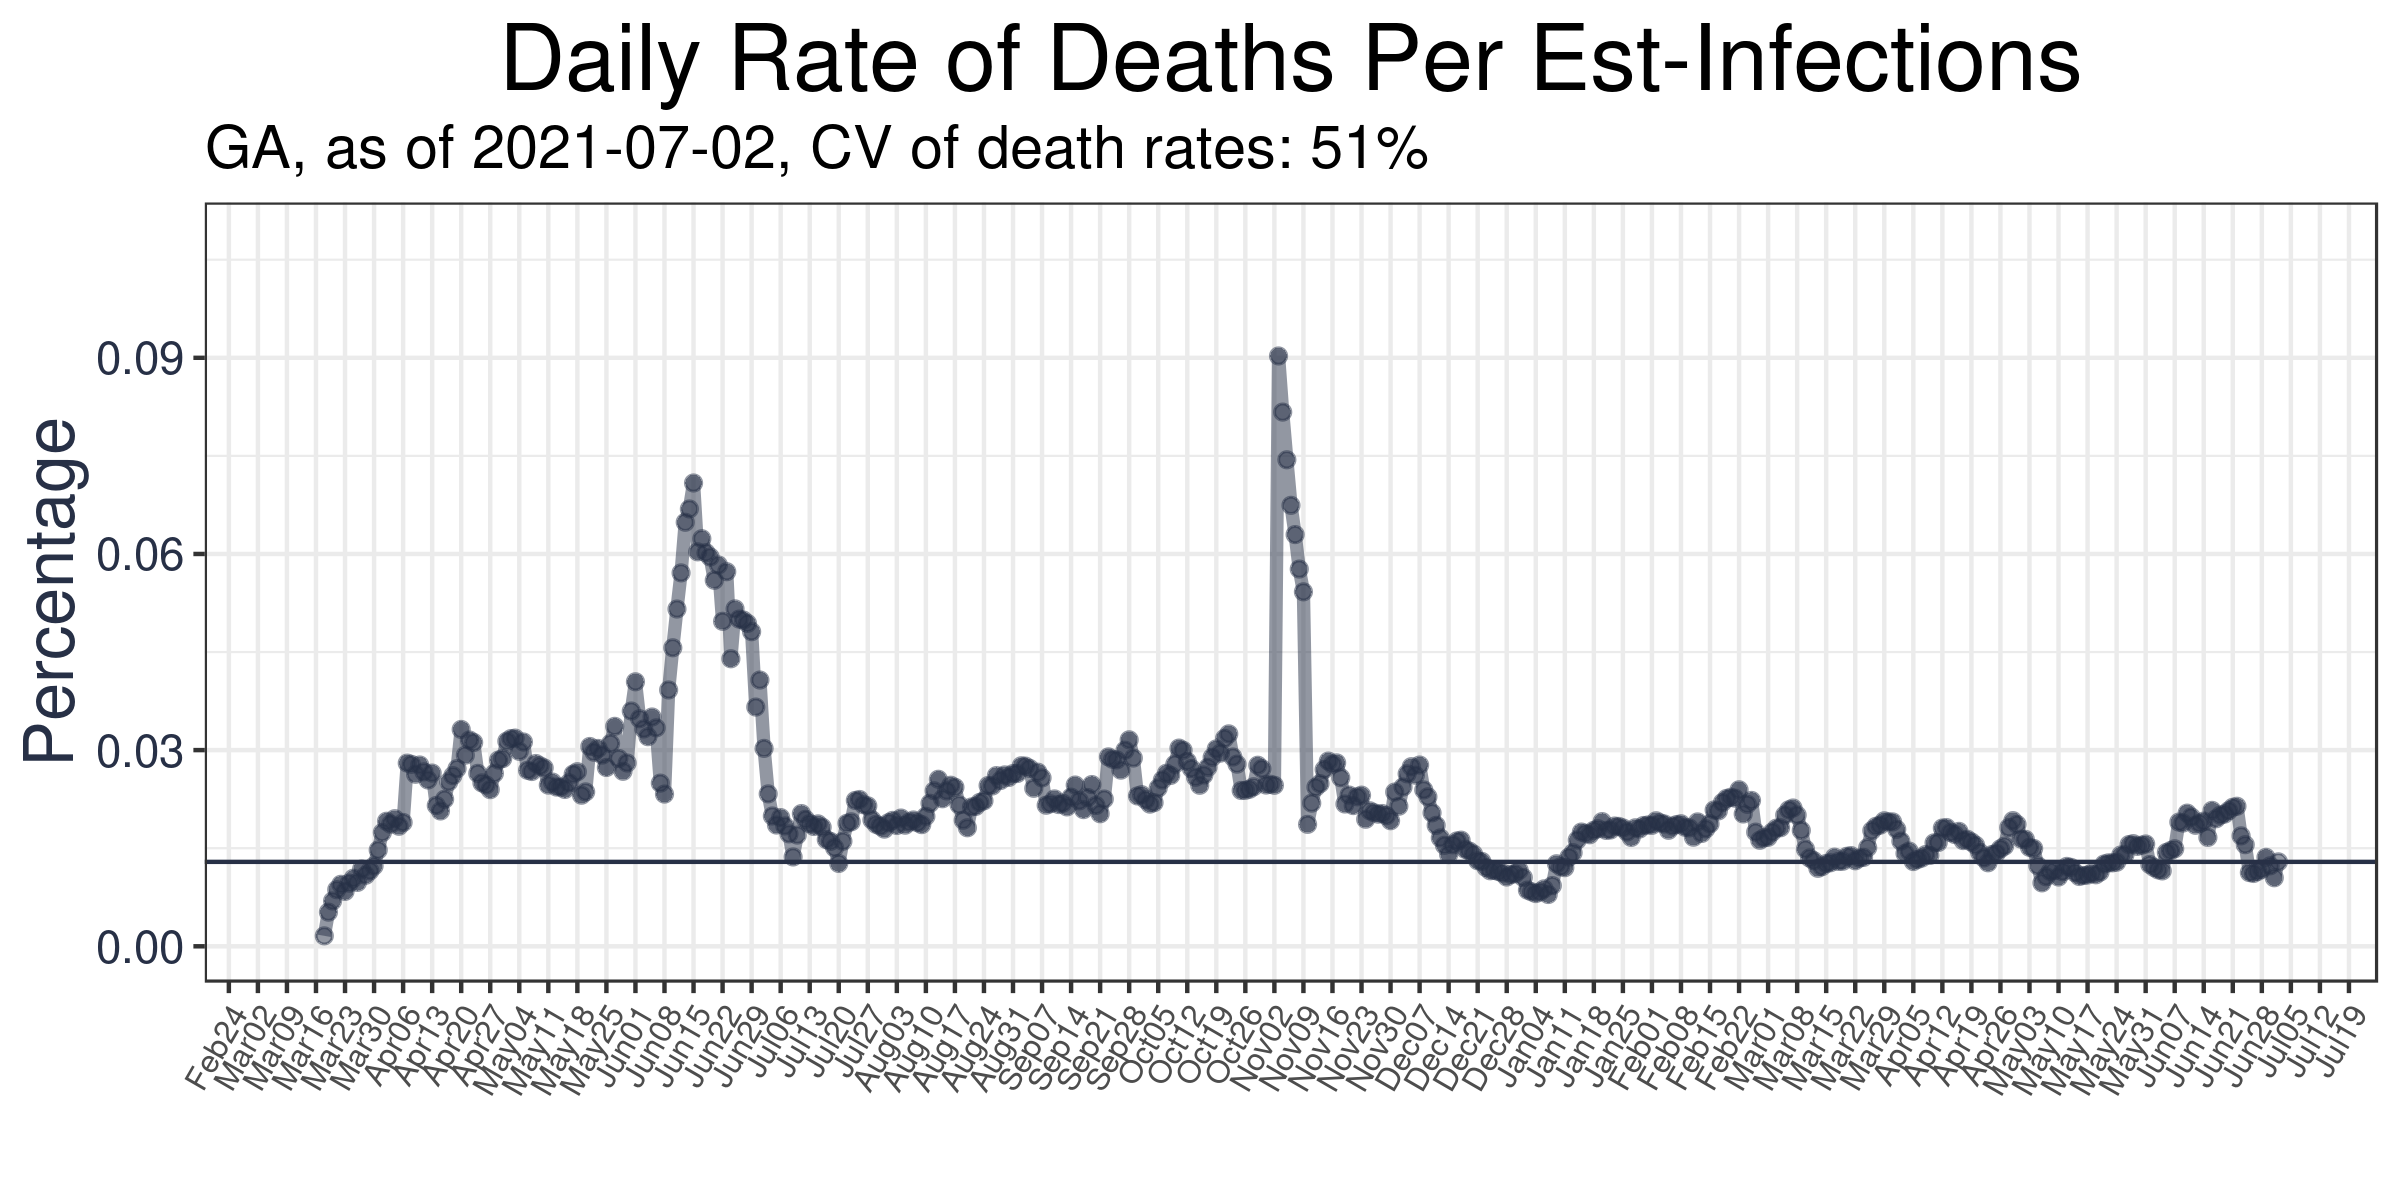 Daily Rate of Deaths Per Est-Infections
GA, as of 2021-07-02, CV of death rates: 51%
Percentage
0.09
0.06
0.03
0.00
Feb24
Mar02
Mar09
Mar16
Mar23
Mar30
Apr06
Apr13
Apr20
Apr27
May04
May11
May18
May25
Jun01
Jun08
Jun15
Jun22
Jun29
Jul06
Jul13
Jul20
Jul27
Aug03
Aug10
Aug17
Aug24
Aug31
Sep07
Sep14
Sep21
Sep28
Oct05
Oct12
Oct19
Oct26
Nov02
Nov09
Nov16
Nov23
Nov30
Dec07
Dec14
Dec21
Dec28
Jan04
Jan11
Jan18
Jan25
Feb01
Feb08
Feb15
Feb22
Mar01
Mar08
Mar15
Mar22
Mar29
Apr05
Apr12
Apr19
Apr26
May03
May10
May17
May24
May31
Jun07
Jun14
Jun21
Jun28
Jul05
Jul12
Jul19